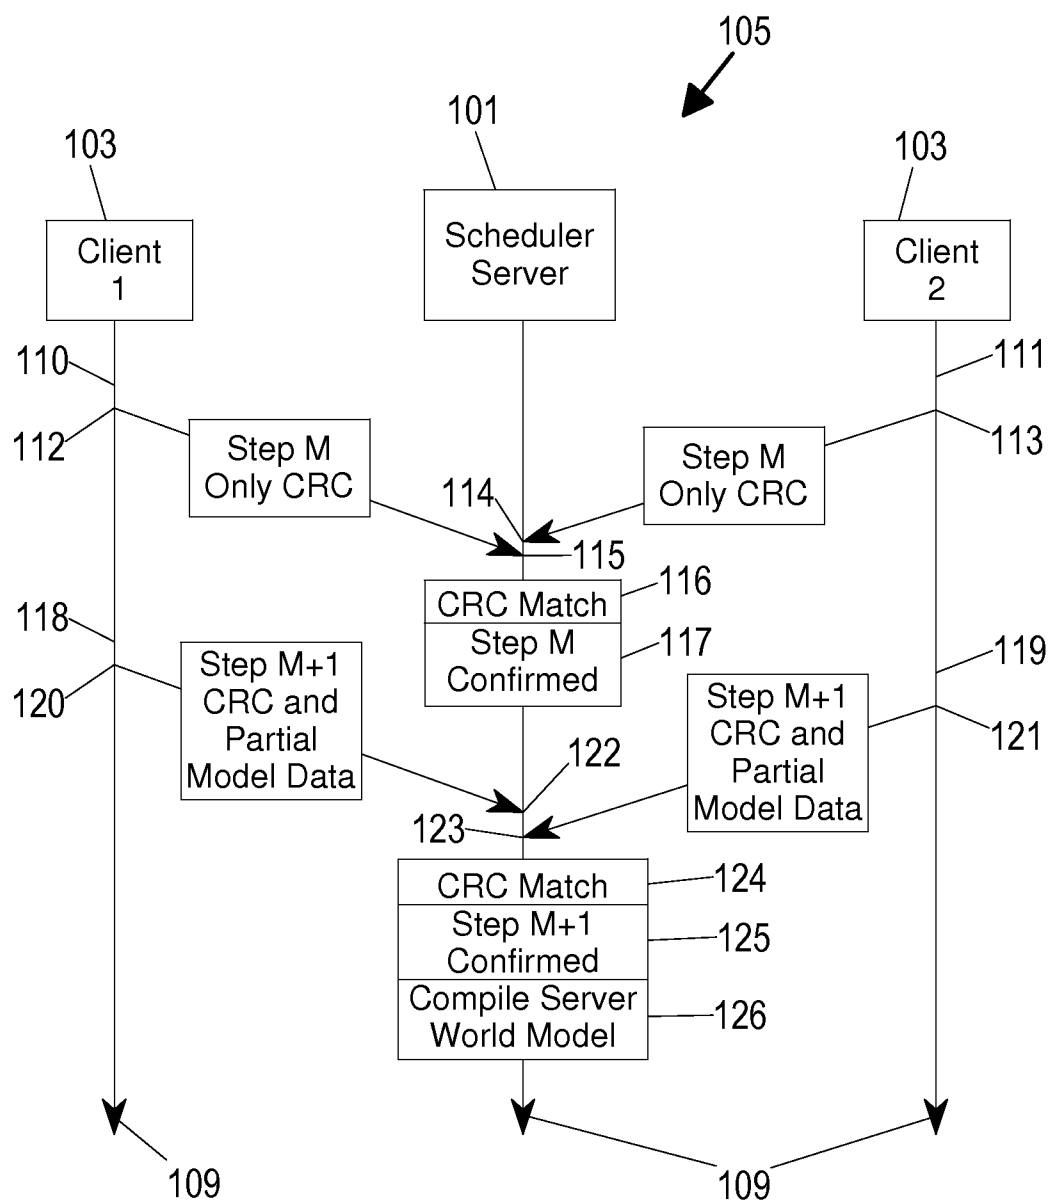 105
101
103
103
Client
1
Scheduler
Server
Client
2
110
111
112
113
Step M
Only CRC
Step M
Only CRC
114
115
CRC Match
116
Step M
Confirmed
117
118
119
120
121
Step M+1
CRC and
Partial
Model Data
Step M+1
CRC and
Partial
Model Data
122
123
CRC Match
124
Step M+1
Confirmed
125
Compile Server
World Model
126
109
109